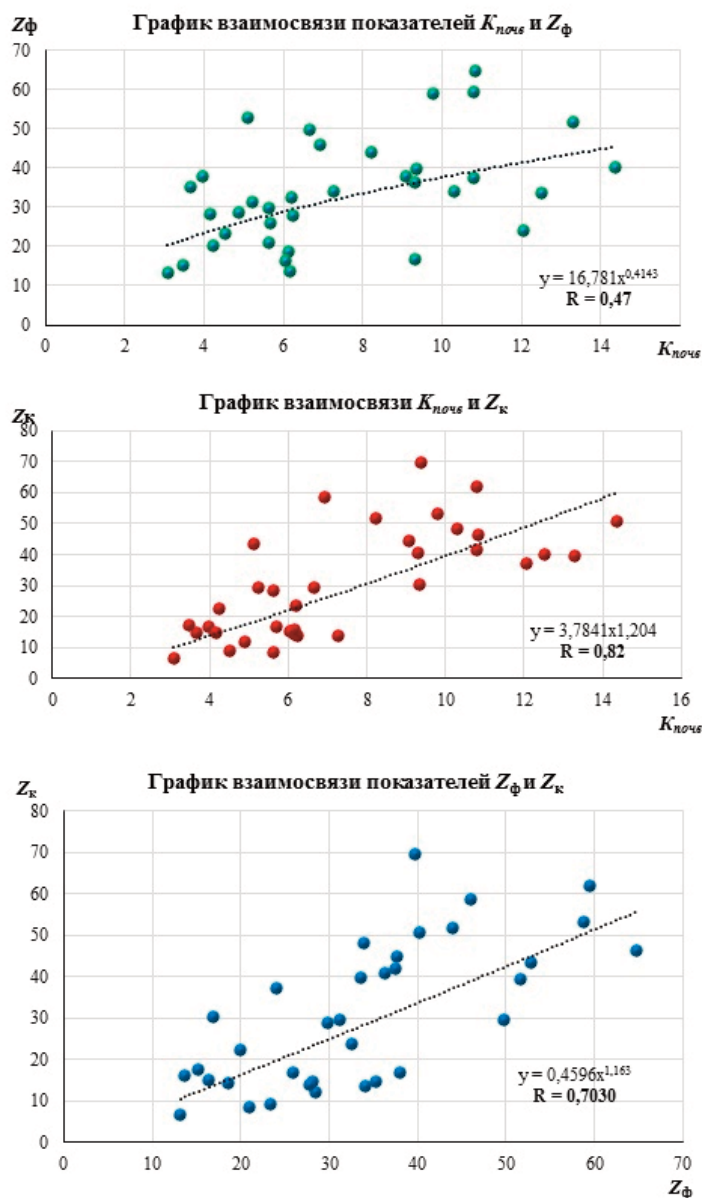 График взаимосвязи показателей Kпочв и Zф
Zф
70
60
50
40
30
20
10
0
y = 16,781x^0,4143
R = 0,47
0 2 4 6 8 10 12 14
Kпочв
График взаимосвязи Kпочв и Zк
Zк
80
70
60
50
40
30
20
10
0
y = 3,7841x1,204
R = 0,82
0 2 4 6 8 10 12 14 16
Kпочв
График взаимосвязи показателей Zф и Zк
Zк
80
70
60
50
40
30
20
10
0
y = 0,4596x^1,163
R = 0,7030
0 10 20 30 40 50 60 70
Zф